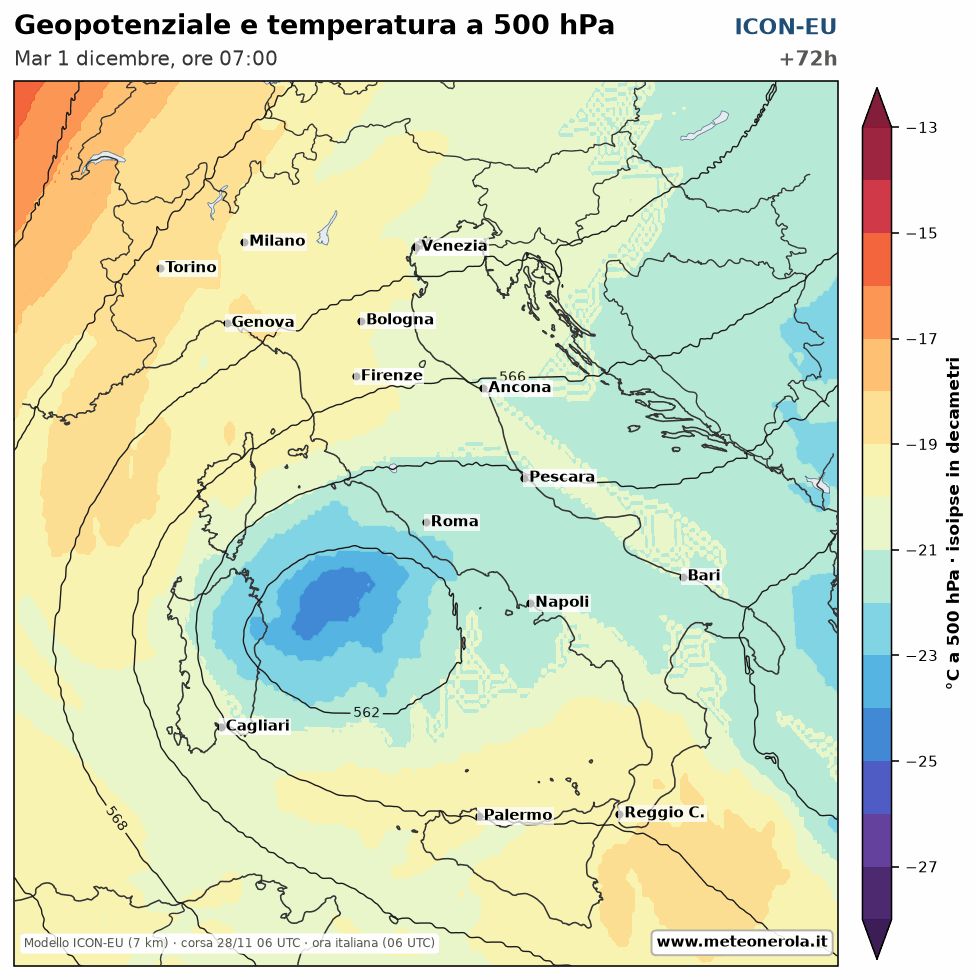 Geopotenziale e temperatura a 500 hPa
ICON-EU
Mar 1 dicembre, ore 07:00
+72h
Milano
Venezia
Torino
Genova
Bologna
Firenze
566
Ancona
Pescara
Roma
Bari
Napoli
562
Cagliari
568
Palermo
Reggio C.
Modello ICON-EU (7 km) · corsa 28/11 06 UTC · ora italiana (06 UTC)
www.meteonerola.it
−13
−15
−17
−19
−21
−23
−25
−27
°C a 500 hPa · isoipse in decametri